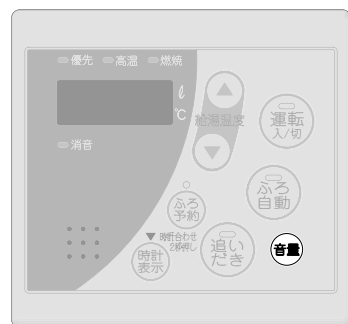 優先 高温 燃焼
ℓ
℃
消音
給湯温度
運転
入/切
ふろ
自動
ふろ
予約
▼時計合わせ
2秒押し
時計
表示
追い
だき
音量